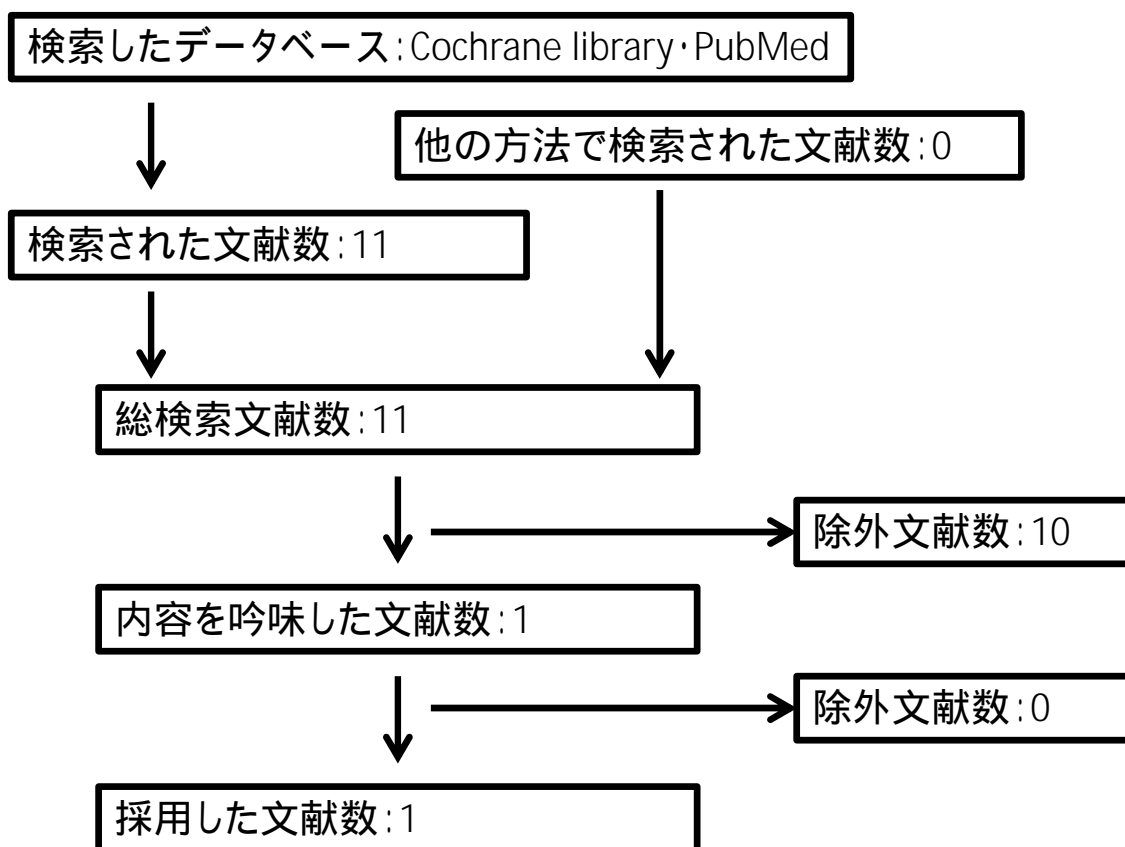 検索したデータベース:Cochrane library・PubMed
他の方法で検索された文献数:0
検索された文献数:11
総検索文献数:11
除外文献数:10
内容を吟味した文献数:1
除外文献数:0
採用した文献数:1